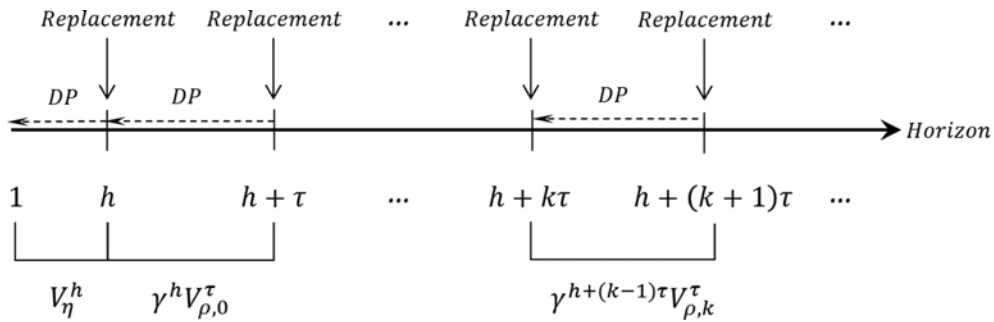 Replacement Replacement ... Replacement Replacement ...
DP DP DP
Horizon
1 h h + τ ... h + kτ h + (k + 1)τ ...
V_η^h γ^h V_{ρ,0}^τ γ^{h+(k−1)τ} V_{ρ,k}^τ